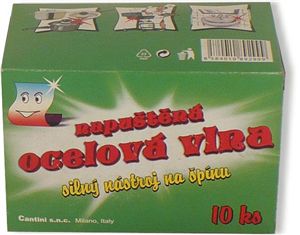 napuštěná
ocelová vlna
silný nástroj na špínu
10 ks
Cantini s.n.c. Milano, Italy